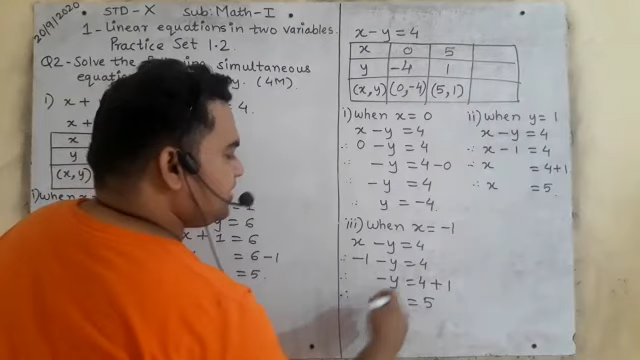 20/9/2020
STD-X Sub: Math-I
1 - Linear equations in two variables.
Practice Set 1.2
Q2- Solve the following simultaneous
equatio y. (4M)
i) x + = 4.
x +
x
y
(x,y)
i) when x
y = 6
x + 1 = 6
= 6-1
= 5.
x - y = 4
x 0 5
y -4 1
(x,y) (0,-4) (5,1)
i) when x = 0
x - y = 4
∴ 0 - y = 4
∴ - y = 4-0
∴ - y = 4
∴ y = -4.
ii) when y = 1
x - y = 4
∴ x - 1 = 4
∴ x = 4+1
∴ x = 5.
iii) when x = -1
x - y = 4
∴ -1 - y = 4
∴ - y = 4 + 1
∴ = 5